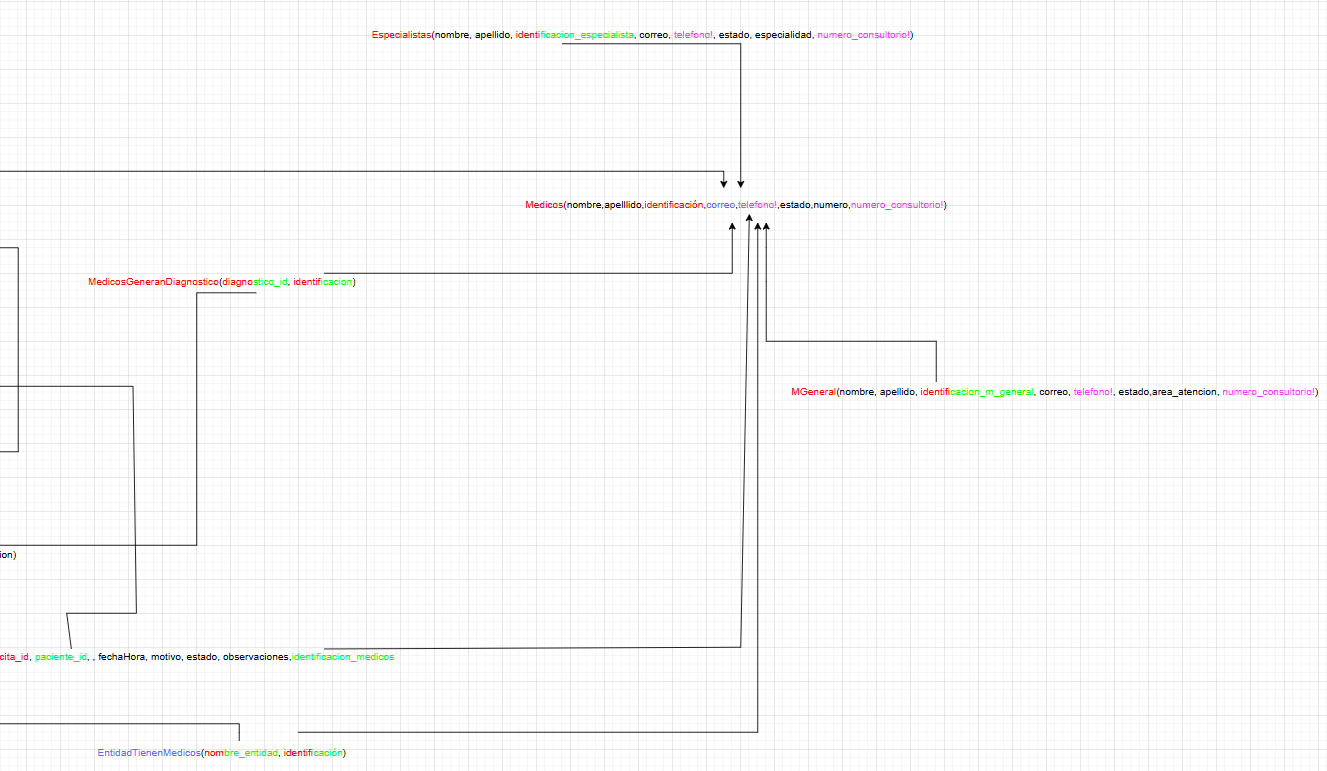 Especialistas(nombre, apellido, identificacion_especialista, correo, telefono!, estado, especialidad, numero_consultorio!)
Medicos(nombre,apelllido,identificación,correo,telefono!,estado,numero,numero_consultorio!)
MedicosGeneranDiagnostico(diagnostico_id, identificacion)
MGeneral(nombre, apellido, identificacion_m_general, correo, telefono!, estado,area_atencion, numero_consultorio!)
ion)
cita_id, paciente_id, , fechaHora, motivo, estado, observaciones,identificacion_medicos
EntidadTienenMedicos(nombre_entidad, identificación)